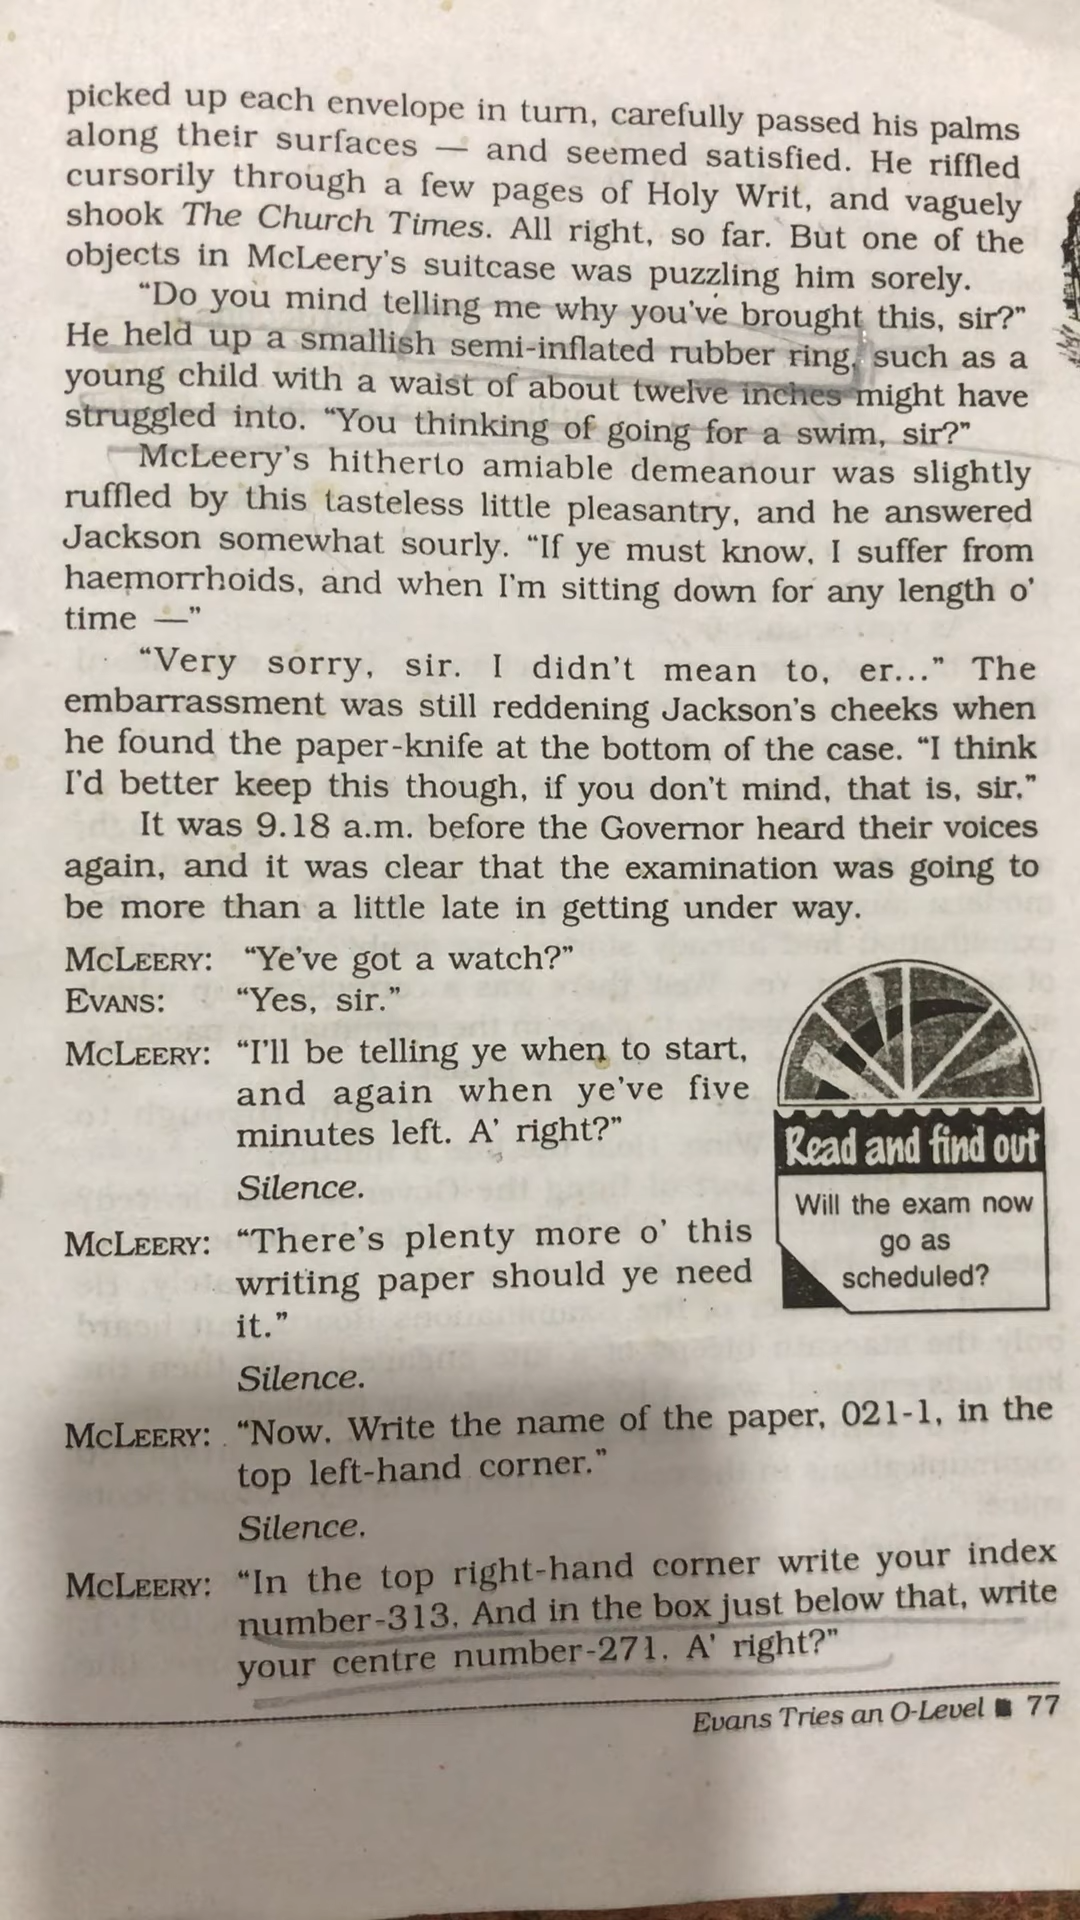 picked up each envelope in turn, carefully passed his palms
along their surfaces — and seemed satisfied. He riffled
cursorily through a few pages of Holy Writ, and vaguely
shook The Church Times. All right, so far. But one of the
objects in McLeery's suitcase was puzzling him sorely.
“Do you mind telling me why you've brought this, sir?”
He held up a smallish semi-inflated rubber ring, such as a
young child with a waist of about twelve inches might have
struggled into. “You thinking of going for a swim, sir?”
McLeery's hitherto amiable demeanour was slightly
ruffled by this tasteless little pleasantry, and he answered
Jackson somewhat sourly. “If ye must know, I suffer from
haemorrhoids, and when I'm sitting down for any length o'
time —”
“Very sorry, sir. I didn't mean to, er...” The
embarrassment was still reddening Jackson's cheeks when
he found the paper-knife at the bottom of the case. “I think
I'd better keep this though, if you don't mind, that is, sir.”
It was 9.18 a.m. before the Governor heard their voices
again, and it was clear that the examination was going to
be more than a little late in getting under way.
MCLEERY: “Ye've got a watch?”
EVANS: “Yes, sir.”
MCLEERY: “I'll be telling ye when to start,
and again when ye've five
minutes left. A' right?”
Silence.
MCLEERY: “There's plenty more o' this
writing paper should ye need
it.”
Silence.
Read and find out
Will the exam now
go as
scheduled?
MCLEERY: “Now. Write the name of the paper, 021-1, in the
top left-hand corner.”
Silence.
MCLEERY: “In the top right-hand corner write your index
number-313. And in the box just below that, write
your centre number-271. A' right?”
Evans Tries an O-Level ■ 77